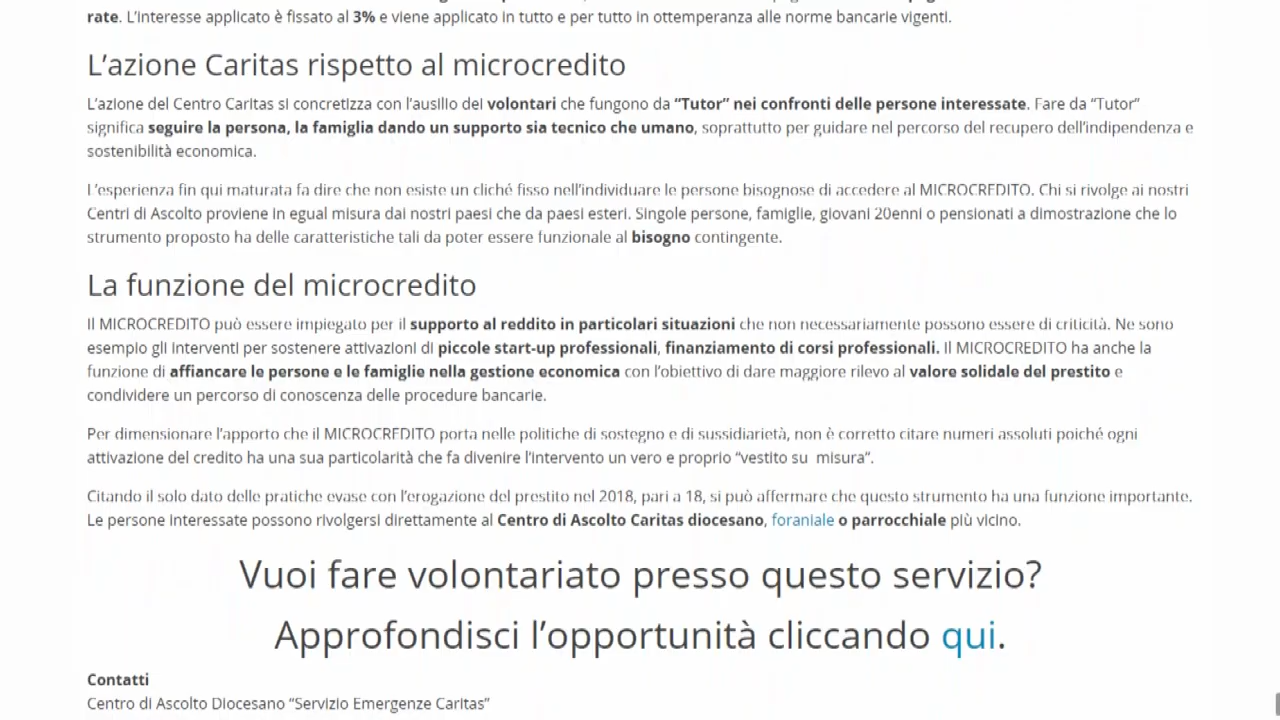 rate. L’interesse applicato è fissato al 3% e viene applicato in tutto e per tutto in ottemperanza alle norme bancarie vigenti.
L’azione Caritas rispetto al microcredito
L’azione del Centro Caritas si concretizza con l’ausilio dei volontari che fungono da “Tutor” nei confronti delle persone interessate. Fare da “Tutor”
significa seguire la persona, la famiglia dando un supporto sia tecnico che umano, soprattutto per guidare nel percorso del recupero dell’indipendenza e
sostenibilità economica.
L’esperienza fin qui maturata fa dire che non esiste un cliché fisso nell’individuare le persone bisognose di accedere al MICROCREDITO. Chi si rivolge ai nostri
Centri di Ascolto proviene in egual misura dai nostri paesi che da paesi esteri. Singole persone, famiglie, giovani 20enni o pensionati a dimostrazione che lo
strumento proposto ha delle caratteristiche tali da poter essere funzionale al bisogno contingente.
La funzione del microcredito
Il MICROCREDITO può essere impiegato per il supporto al reddito in particolari situazioni che non necessariamente possono essere di criticità. Ne sono
esempio gli interventi per sostenere attivazioni di piccole start-up professionali, finanziamento di corsi professionali. Il MICROCREDITO ha anche la
funzione di affiancare le persone e le famiglie nella gestione economica con l’obiettivo di dare maggiore rilevo al valore solidale del prestito e
condividere un percorso di conoscenza delle procedure bancarie.
Per dimensionare l’apporto che il MICROCREDITO porta nelle politiche di sostegno e di sussidiarietà, non è corretto citare numeri assoluti poiché ogni
attivazione del credito ha una sua particolarità che fa divenire l’intervento un vero e proprio “vestito su misura”.
Citando il solo dato delle pratiche evase con l’erogazione del prestito nel 2018, pari a 18, si può affermare che questo strumento ha una funzione importante.
Le persone interessate possono rivolgersi direttamente al Centro di Ascolto Caritas diocesano, foraniale o parrocchiale più vicino.
Vuoi fare volontariato presso questo servizio?
Approfondisci l’opportunità cliccando qui.
Contatti
Centro di Ascolto Diocesano “Servizio Emergenze Caritas”